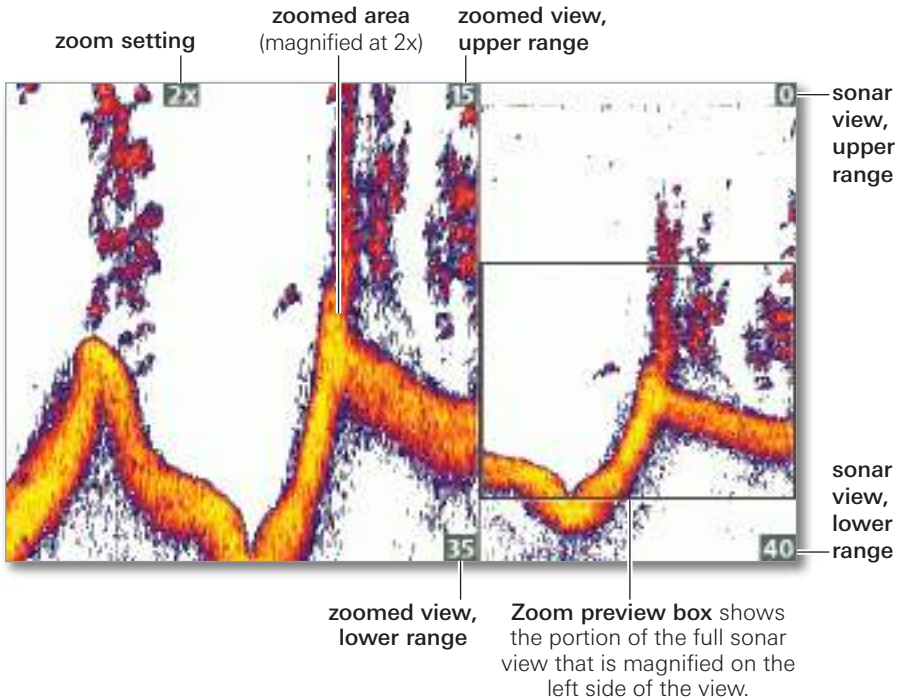 zoom setting
zoomed area
(magnified at 2x)
zoomed view,
upper range
2x
15
0
sonar
view,
upper
range
35
40
sonar
view,
lower
range
zoomed view,
lower range
Zoom preview box shows
the portion of the full sonar
view that is magnified on the
left side of the view.